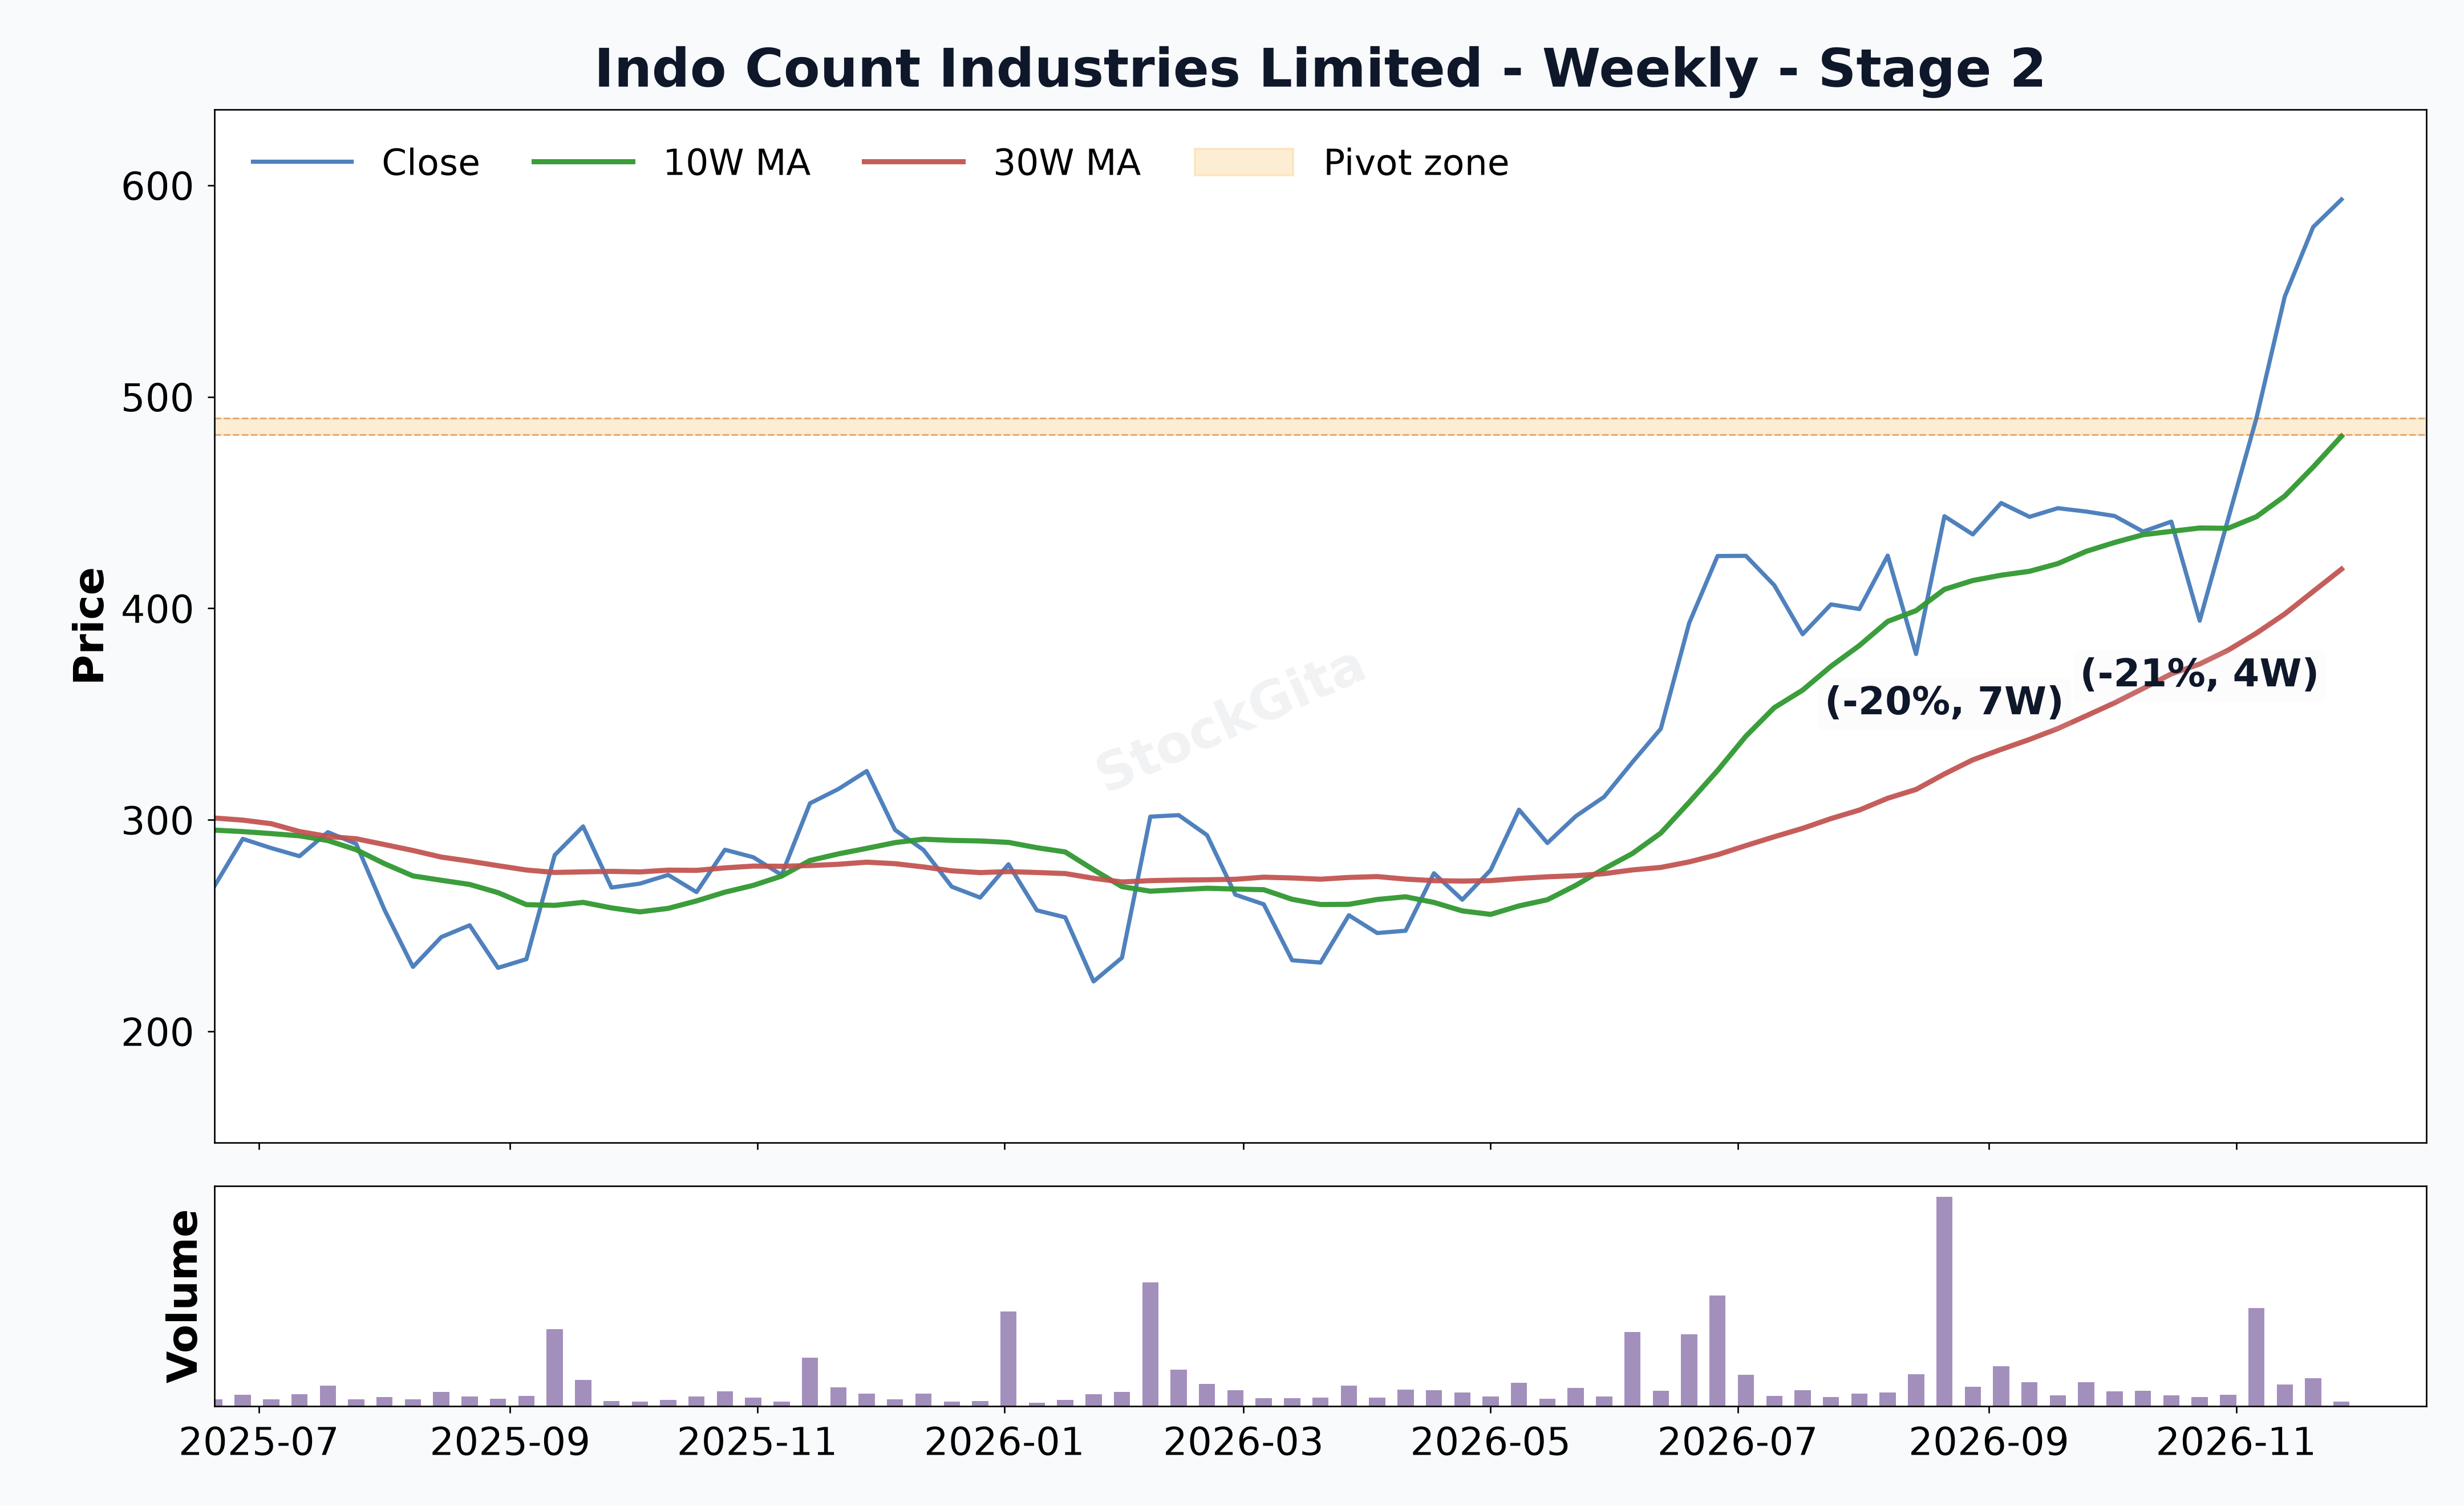 Indo Count Industries Limited - Weekly - Stage 2
Close 10W MA 30W MA Pivot zone
600
500
400
300
200
Price
StockGita
(-20%, 7W)
(-21%, 4W)
Volume
2025-07 2025-09 2025-11 2026-01 2026-03 2026-05 2026-07 2026-09 2026-11